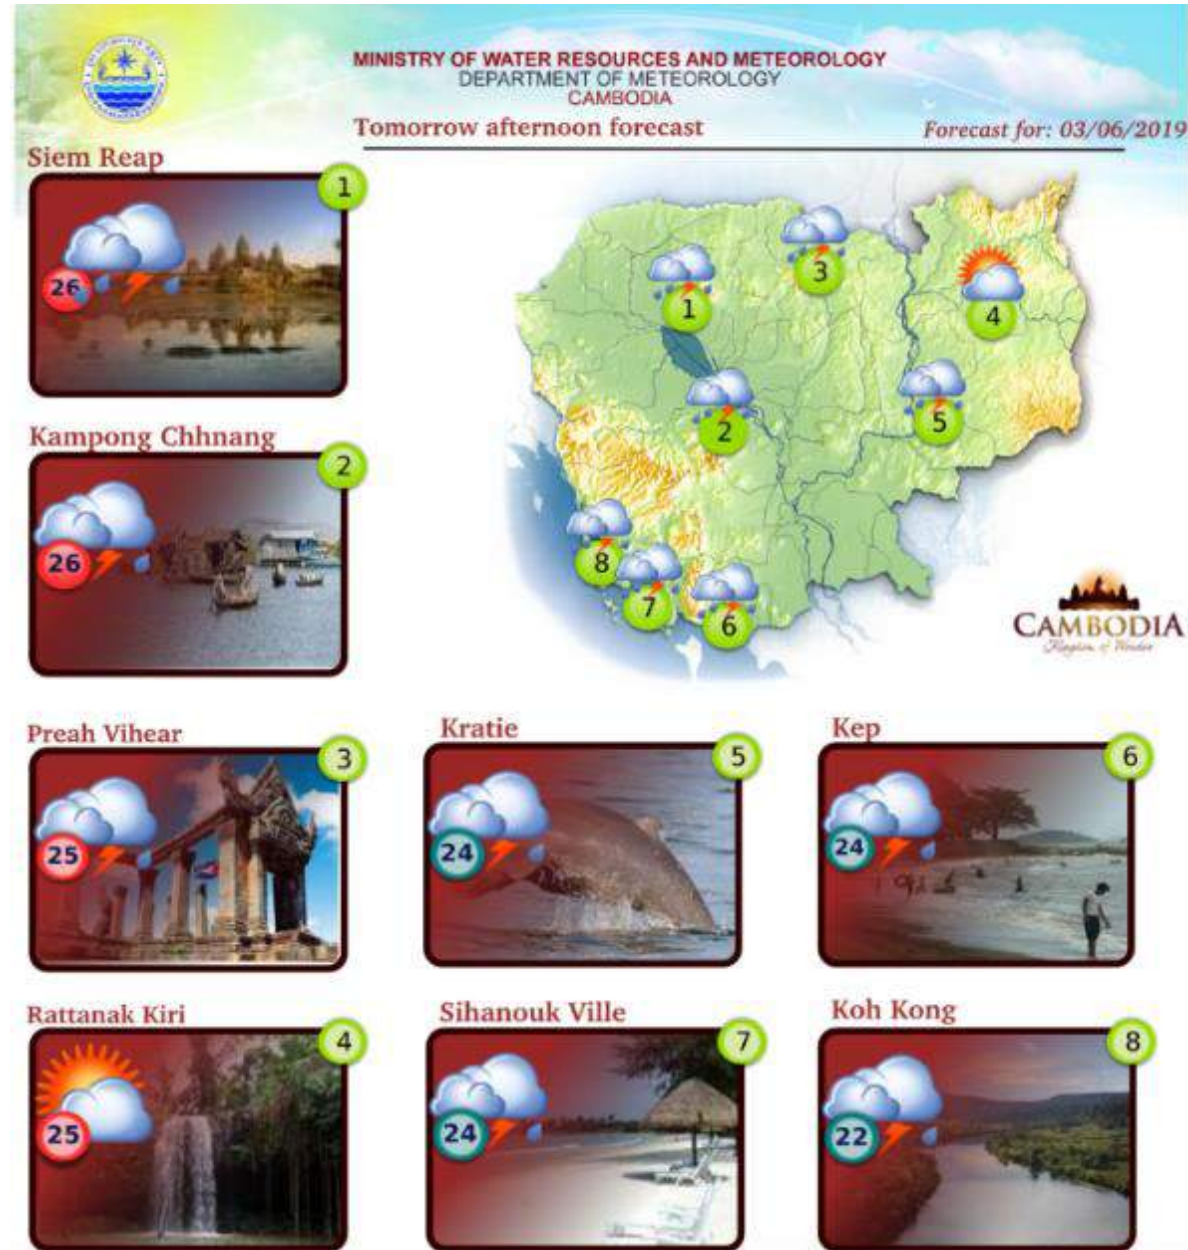 MINISTRY OF WATER RESOURCES AND METEOROLOGY
DEPARTMENT OF METEOROLOGY
CAMBODIA
Tomorrow afternoon forecast
Forecast for: 03/06/2019
Siem Reap
1
26
Kampong Chhnang
2
26
1
2
3
4
5
6
7
8
CAMBODIA
Kingdom of Wonder
Preah Vihear
3
25
Kratie
5
24
Kep
6
24
Rattanak Kiri
4
25
Sihanouk Ville
7
24
Koh Kong
8
22